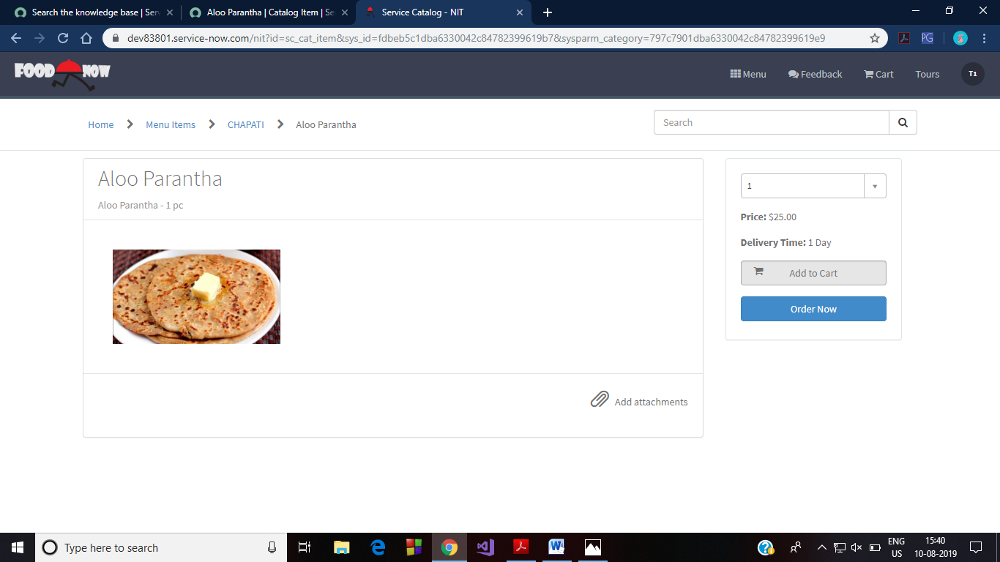 Search the knowledge base | Ser
Aloo Parantha | Catalog Item | Se
Service Catalog - NIT
dev83801.service-now.com/nit?id=sc_cat_item&sys_id=fdbeb5c1dba6330042c84782399619b7&sysparm_category=797c7901dba6330042c84782399619e9
PG
FOOD NOW
Menu
Feedback
Cart
Tours
T1
Home
Menu Items
CHAPATI
Aloo Parantha
Search
Aloo Parantha
Aloo Parantha - 1 pc
1
Price: $25.00
Delivery Time: 1 Day
Add to Cart
Order Now
Add attachments
Type here to search
ENG
US
15:40
10-08-2019